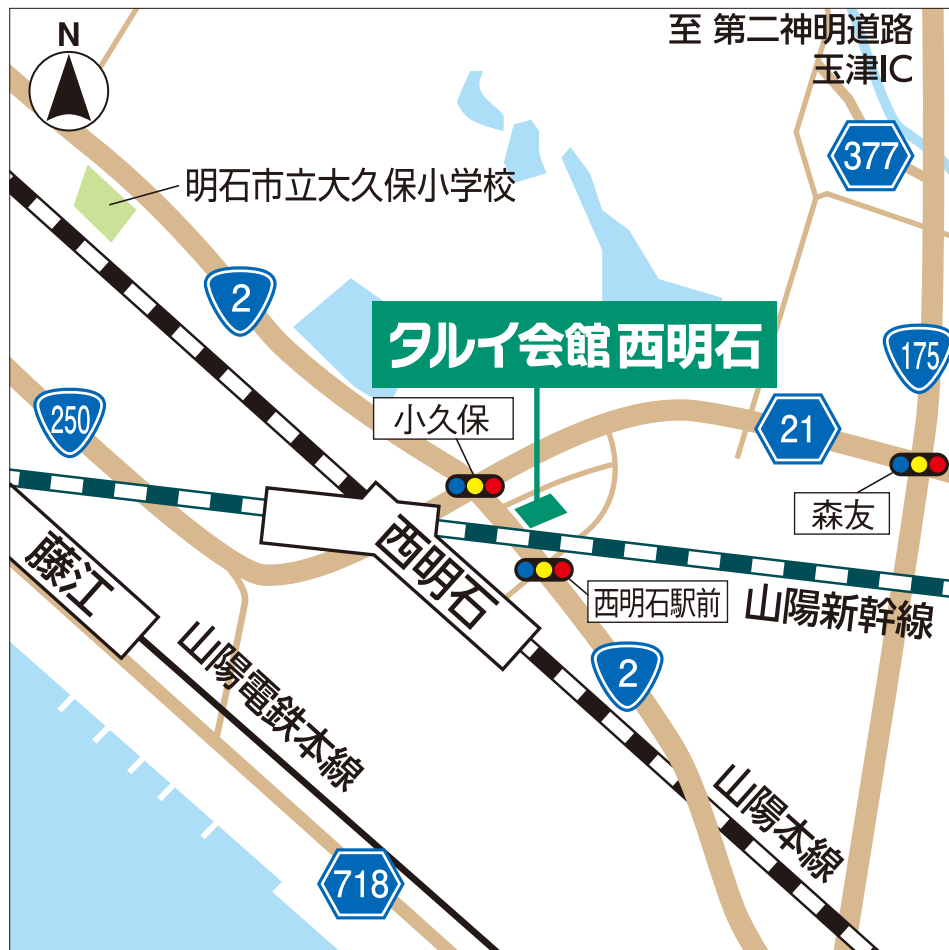 N
至 第二神明道路
玉津IC
377
明石市立大久保小学校
2
タルイ会館 西明石
175
250
小久保
21
森友
西明石
藤江
西明石駅前
山陽新幹線
山陽電鉄本線
2
山陽本線
718